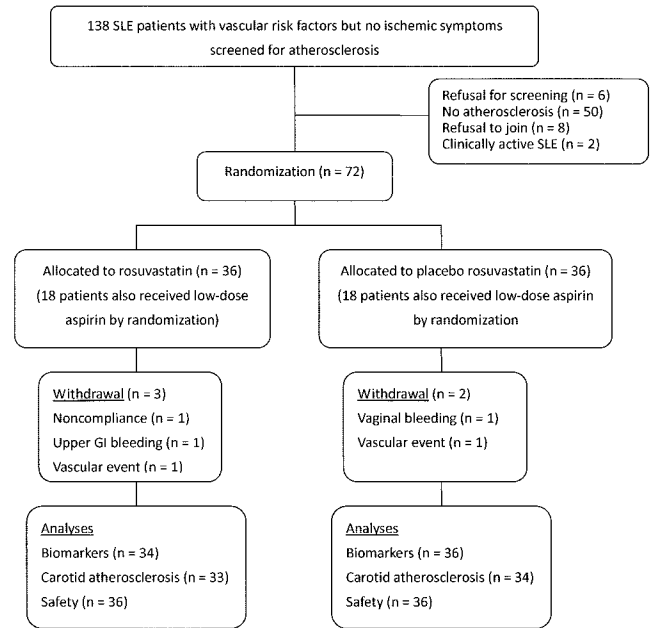 138 SLE patients with vascular risk factors but no ischemic symptoms
screened for atherosclerosis
Refusal for screening (n = 6)
No atherosclerosis (n = 50)
Refusal to join (n = 8)
Clinically active SLE (n = 2)
Randomization (n = 72)
Allocated to rosuvastatin (n = 36)
(18 patients also received low-dose
aspirin by randomization)
Allocated to placebo rosuvastatin (n = 36)
(18 patients also received low-dose aspirin
by randomization
Withdrawal (n = 3)
Noncompliance (n = 1)
Upper GI bleeding (n = 1)
Vascular event (n = 1)
Withdrawal (n = 2)
Vaginal bleeding (n = 1)
Vascular event (n = 1)
Analyses
Biomarkers (n = 34)
Carotid atherosclerosis (n = 33)
Safety (n = 36)
Analyses
Biomarkers (n = 36)
Carotid atherosclerosis (n = 34)
Safety (n = 36)